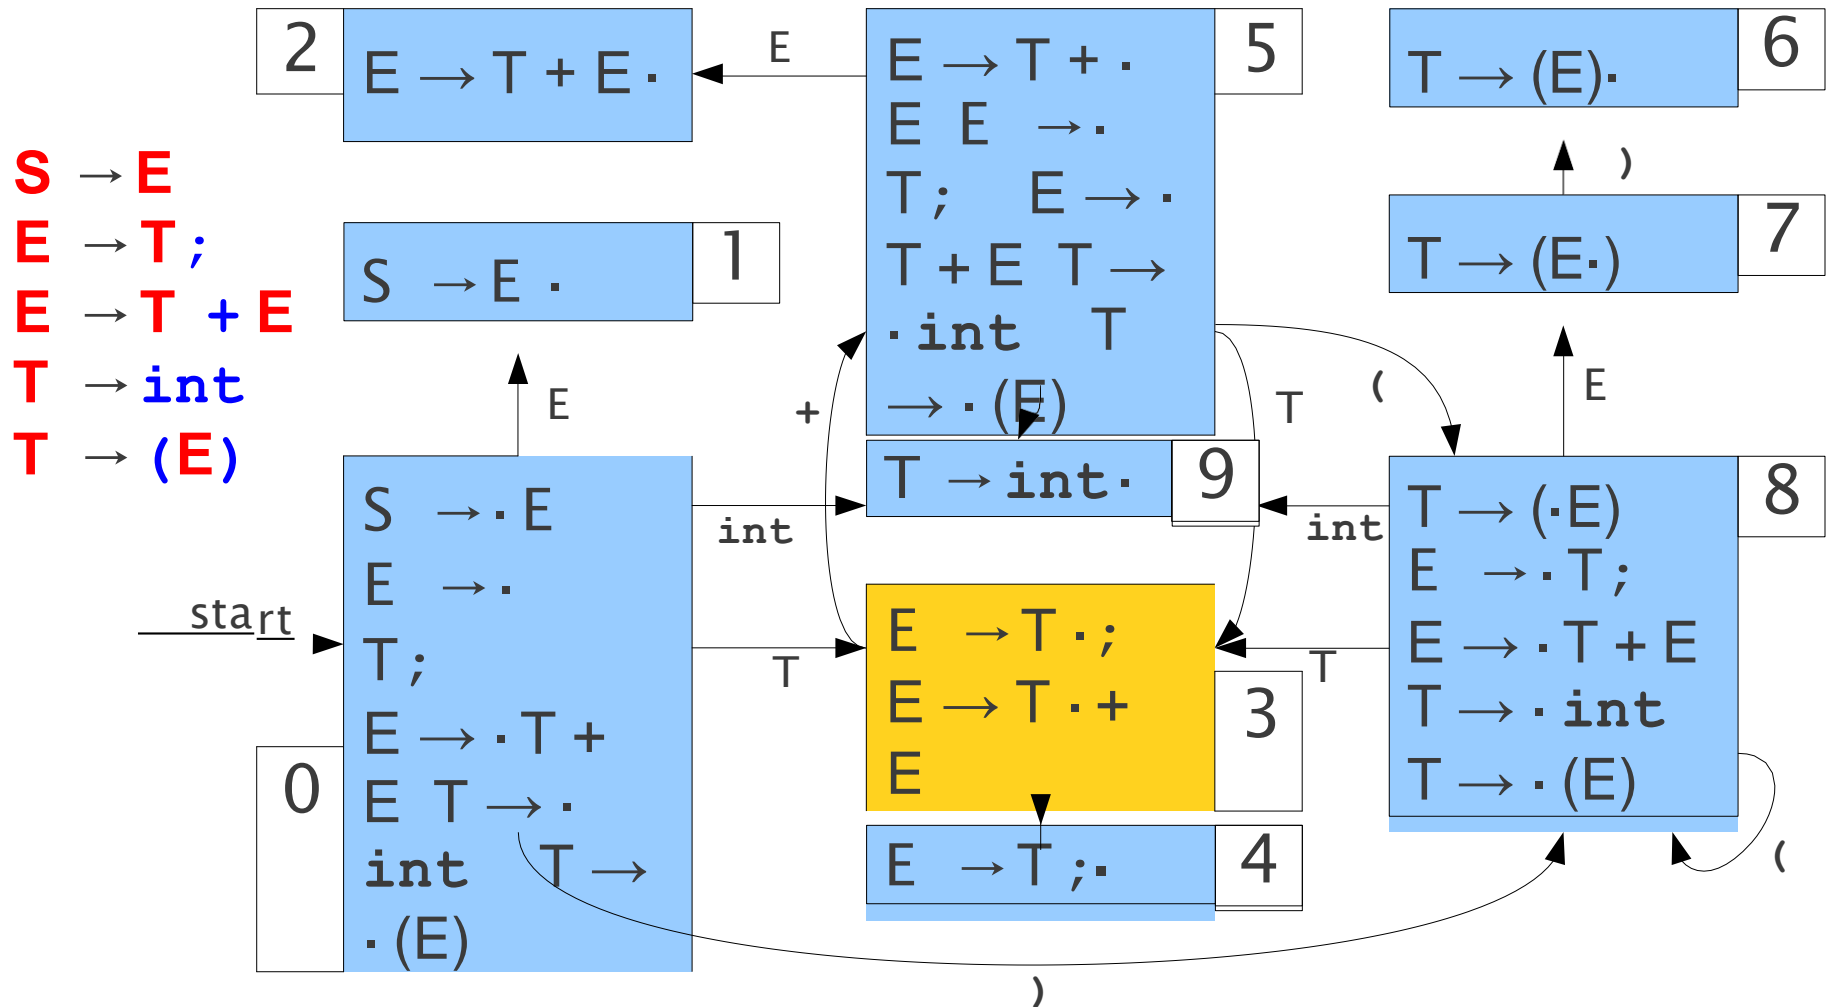 S → E
E → T ;
E → T + E
T → int
T → (E)
start
2
E → T + E ·
E
5
E → T + ·
E E → ·
T ; E → ·
T + E T →
· int T
→ · (E)
6
T → (E)·
)
7
T → (E·)
1
S → E ·
E
+
T
(
E
0
S → · E
E → ·
T ;
E → · T +
E T → ·
int T →
· (E)
int
T
9
T → int ·
int
T
3
E → T · ;
E → T · +
E
4
E → T ; ·
8
T → (·E)
E → · T ;
E → · T + E
T → · int
T → · (E)
(
)